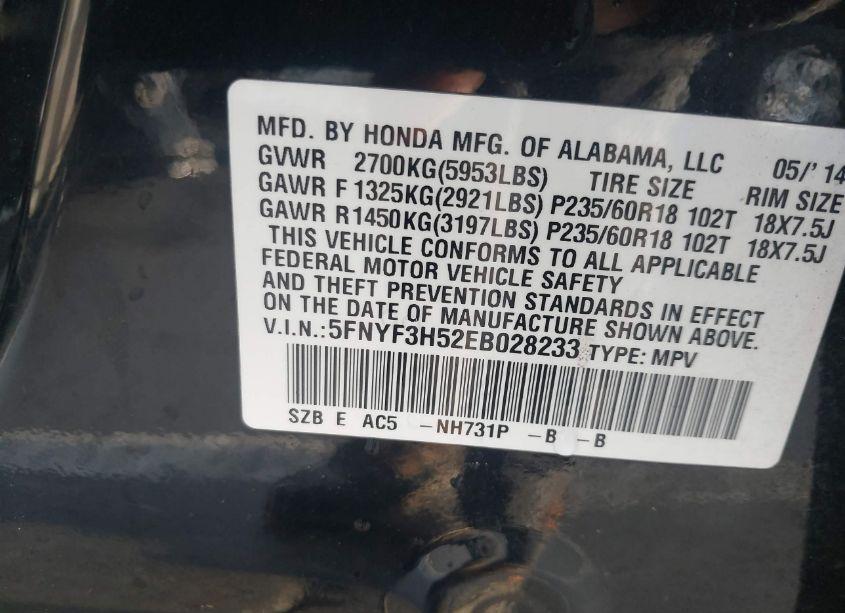 MFD. BY HONDA MFG. OF ALABAMA, LLC 05/' 14
GVWR 2700KG(5953LBS) TIRE SIZE RIM SIZE
GAWR F 1325KG(2921LBS) P235/60R18 102T 18X7.5J
GAWR R1450KG(3197LBS) P235/60R18 102T 18X7.5J
THIS VEHICLE CONFORMS TO ALL APPLICABLE
FEDERAL MOTOR VEHICLE SAFETY
AND THEFT PREVENTION STANDARDS IN EFFECT
ON THE DATE OF MANUFACTURE SHOWN ABOVE.
V.I.N.:5FNYF3H52EB028233 TYPE: MPV
SZB E AC5 -NH731P -B -B